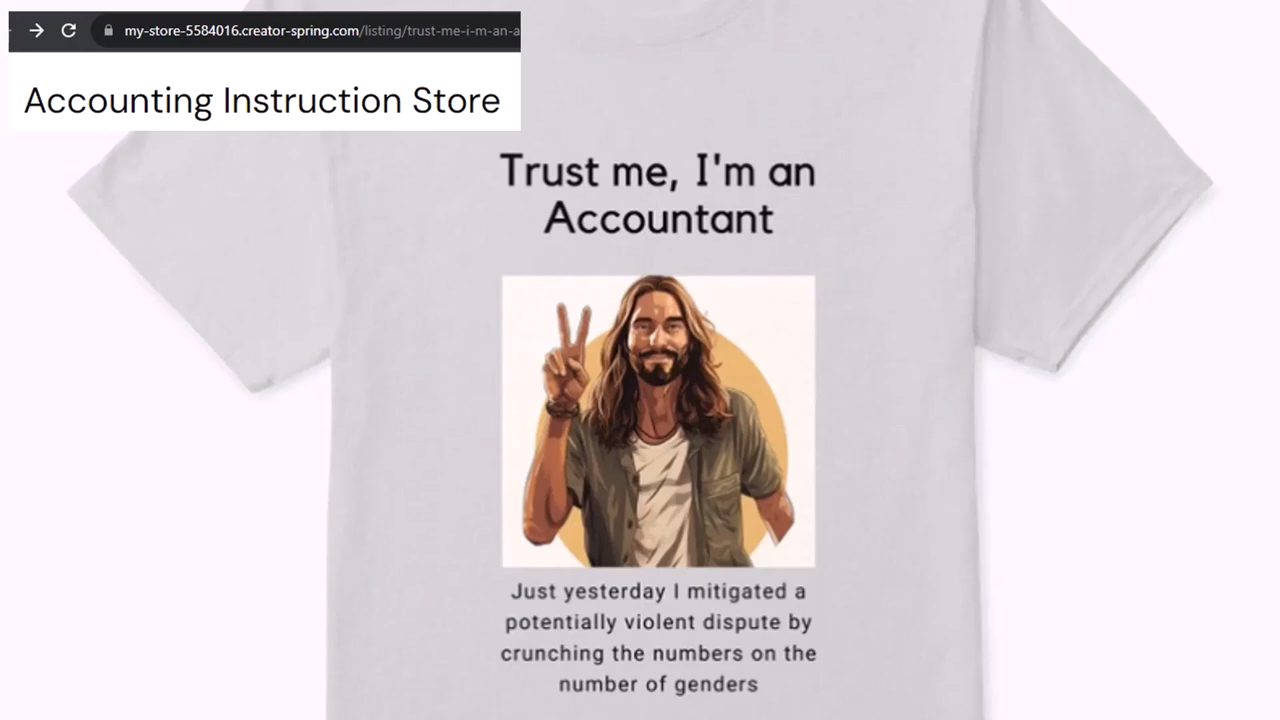 my-store-5584016.creator-spring.com/listing/trust-me-i-m-an-a
Accounting Instruction Store
Trust me, I'm an
Accountant
Just yesterday I mitigated a
potentially violent dispute by
crunching the numbers on the
number of genders